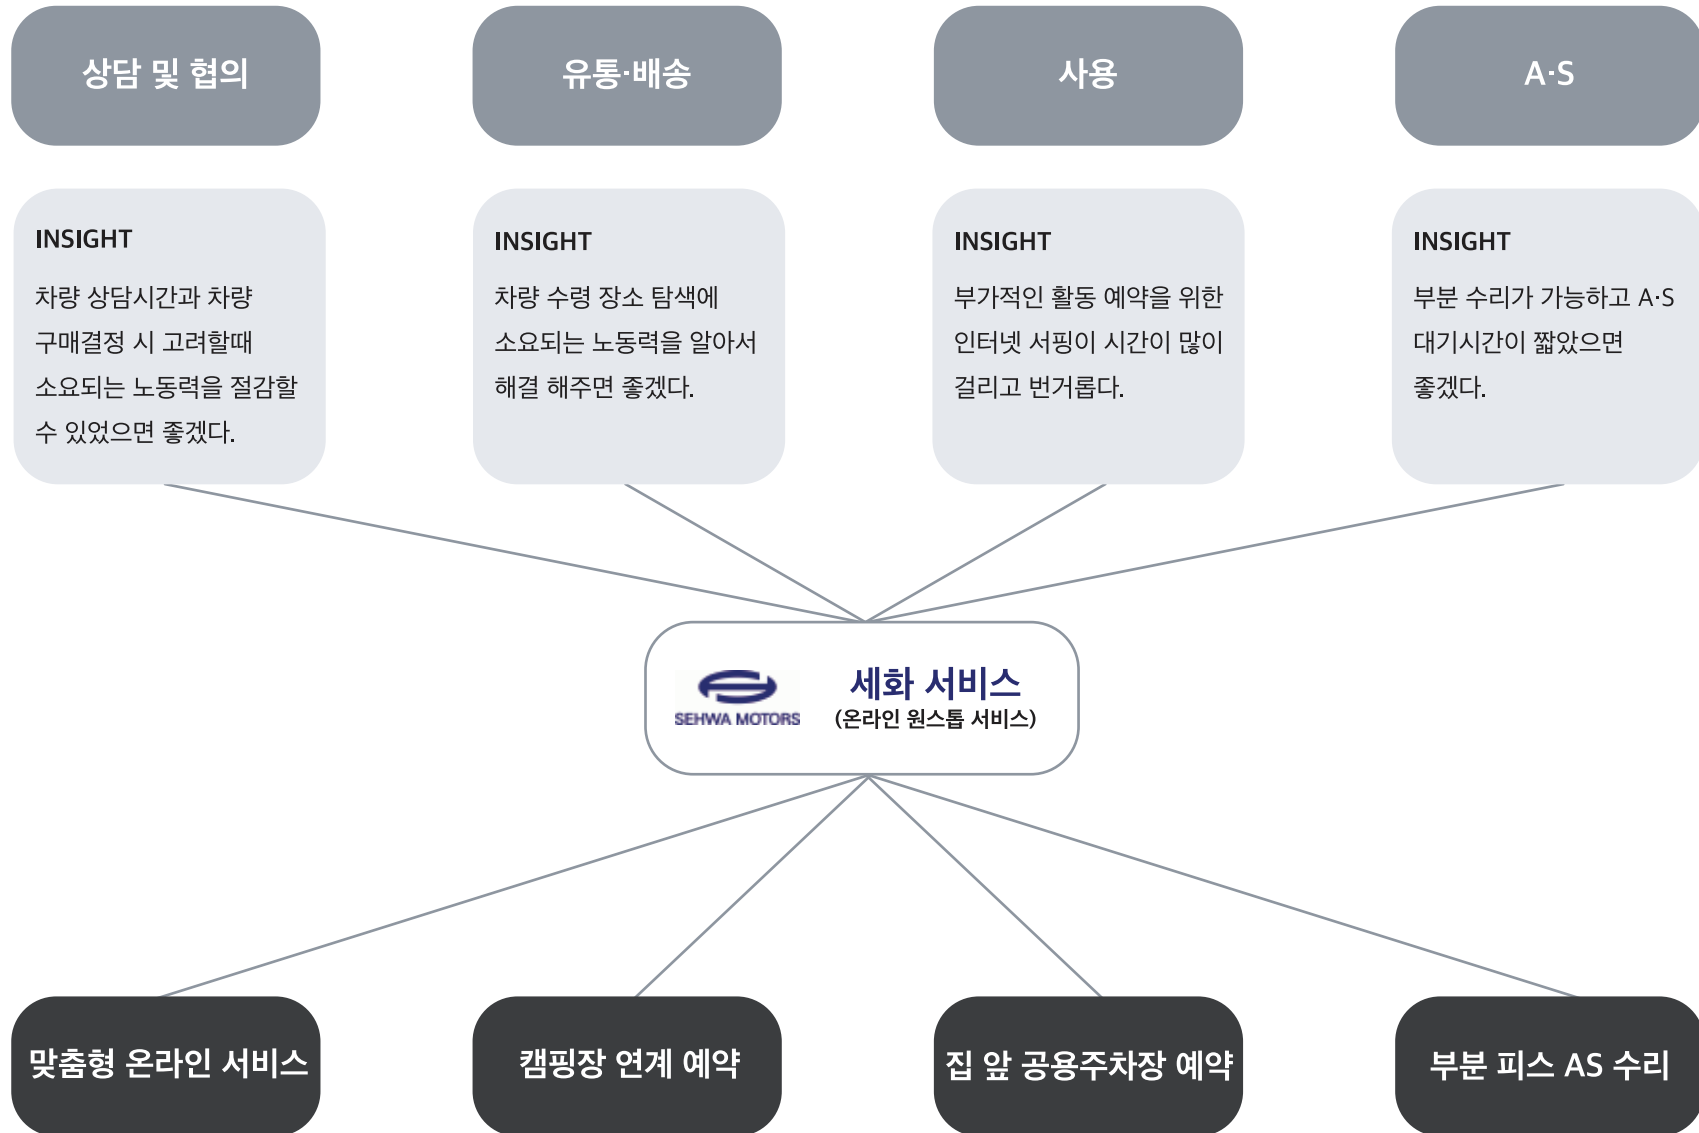 상담 및 협의
유통·배송
사용
A·S
INSIGHT
차량 상담시간과 차량
구매결정 시 고려할때
소요되는 노동력을 절감할
수 있었으면 좋겠다.
INSIGHT
차량 수령 장소 탐색에
소요되는 노동력을 알아서
해결 해주면 좋겠다.
INSIGHT
부가적인 활동 예약을 위한
인터넷 서핑이 시간이 많이
걸리고 번거롭다.
INSIGHT
부분 수리가 가능하고 A·S
대기시간이 짧았으면
좋겠다.
SEHWA MOTORS
세화 서비스
(온라인 원스톱 서비스)
맞춤형 온라인 서비스
캠핑장 연계 예약
집 앞 공용주차장 예약
부분 피스 AS 수리